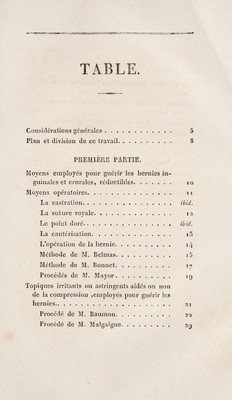 TABLE.
Considérations générales . . . . . . . . . . . . 5
Plan et division de ce travail. . . . . . . . . . 8
PREMIÈRE PARTIE.
Moyens employés pour guérir les hernies in-
guinales et crurales, réductibles. . . . . . . 10
Moyens opératoires. . . . . . . . . . . . . . . 11
La castration. . . . . . . . . . . . . . . ibid.
La suture royale. . . . . . . . . . . . . . 12
Le point doré. . . . . . . . . . . . . . . ibid.
La cautérisation. . . . . . . . . . . . . . 13
L'opération de la hernie. . . . . . . . . . 14
Méthode de M. Belmas. . . . . . . . . . . 15
Méthode de M. Bonnet. . . . . . . . . . . 17
Procédés de M. Mayor. . . . . . . . . . . 19
Topiques irritants ou astringents aidés ou non
de la compression ,employés pour guérir les
hernies.. . . . . . . . . . . . . . . . . . 21
Procédé de M. Baumon. . . . . . . . . . . 22
Procédé de M. Malgaigne. . . . . . . . . . 29